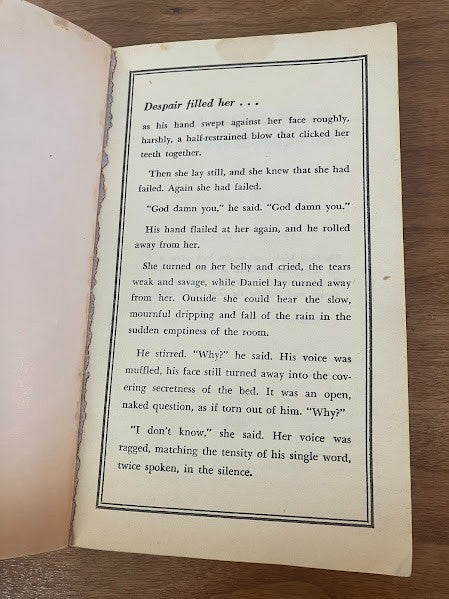 Despair filled her . . .
as his hand swept against her face roughly,
harshly, a half-restrained blow that clicked her
teeth together.
Then she lay still, and she knew that she had
failed. Again she had failed.
"God damn you," he said. "God damn you."
His hand flailed at her again, and he rolled
away from her.
She turned on her belly and cried, the tears
weak and savage, while Daniel lay turned away
from her. Outside she could hear the slow,
mournful dripping and fall of the rain in the
sudden emptiness of the room.
He stirred. "Why?" he said. His voice was
muffled, his face still turned away into the cov-
ering secretness of the bed. It was an open,
naked question, as if torn out of him. "Why?"
"I don't know," she said. Her voice was
ragged, matching the tensity of his single word,
twice spoken, in the silence.